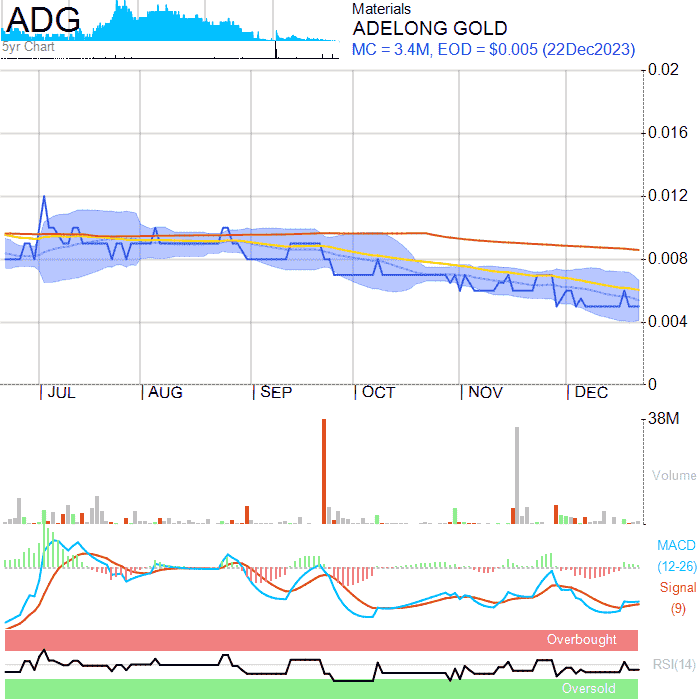 ADG
5yr Chart
Materials
ADELONG GOLD
MC = 3.4M, EOD = $0.005 (22Dec2023)
0.02
0.016
0.012
0.008
0.004
0
JUL AUG SEP OCT NOV DEC
38M
Volume
MACD
(12-26)
Signal
(9)
Overbought
RSI(14)
Oversold